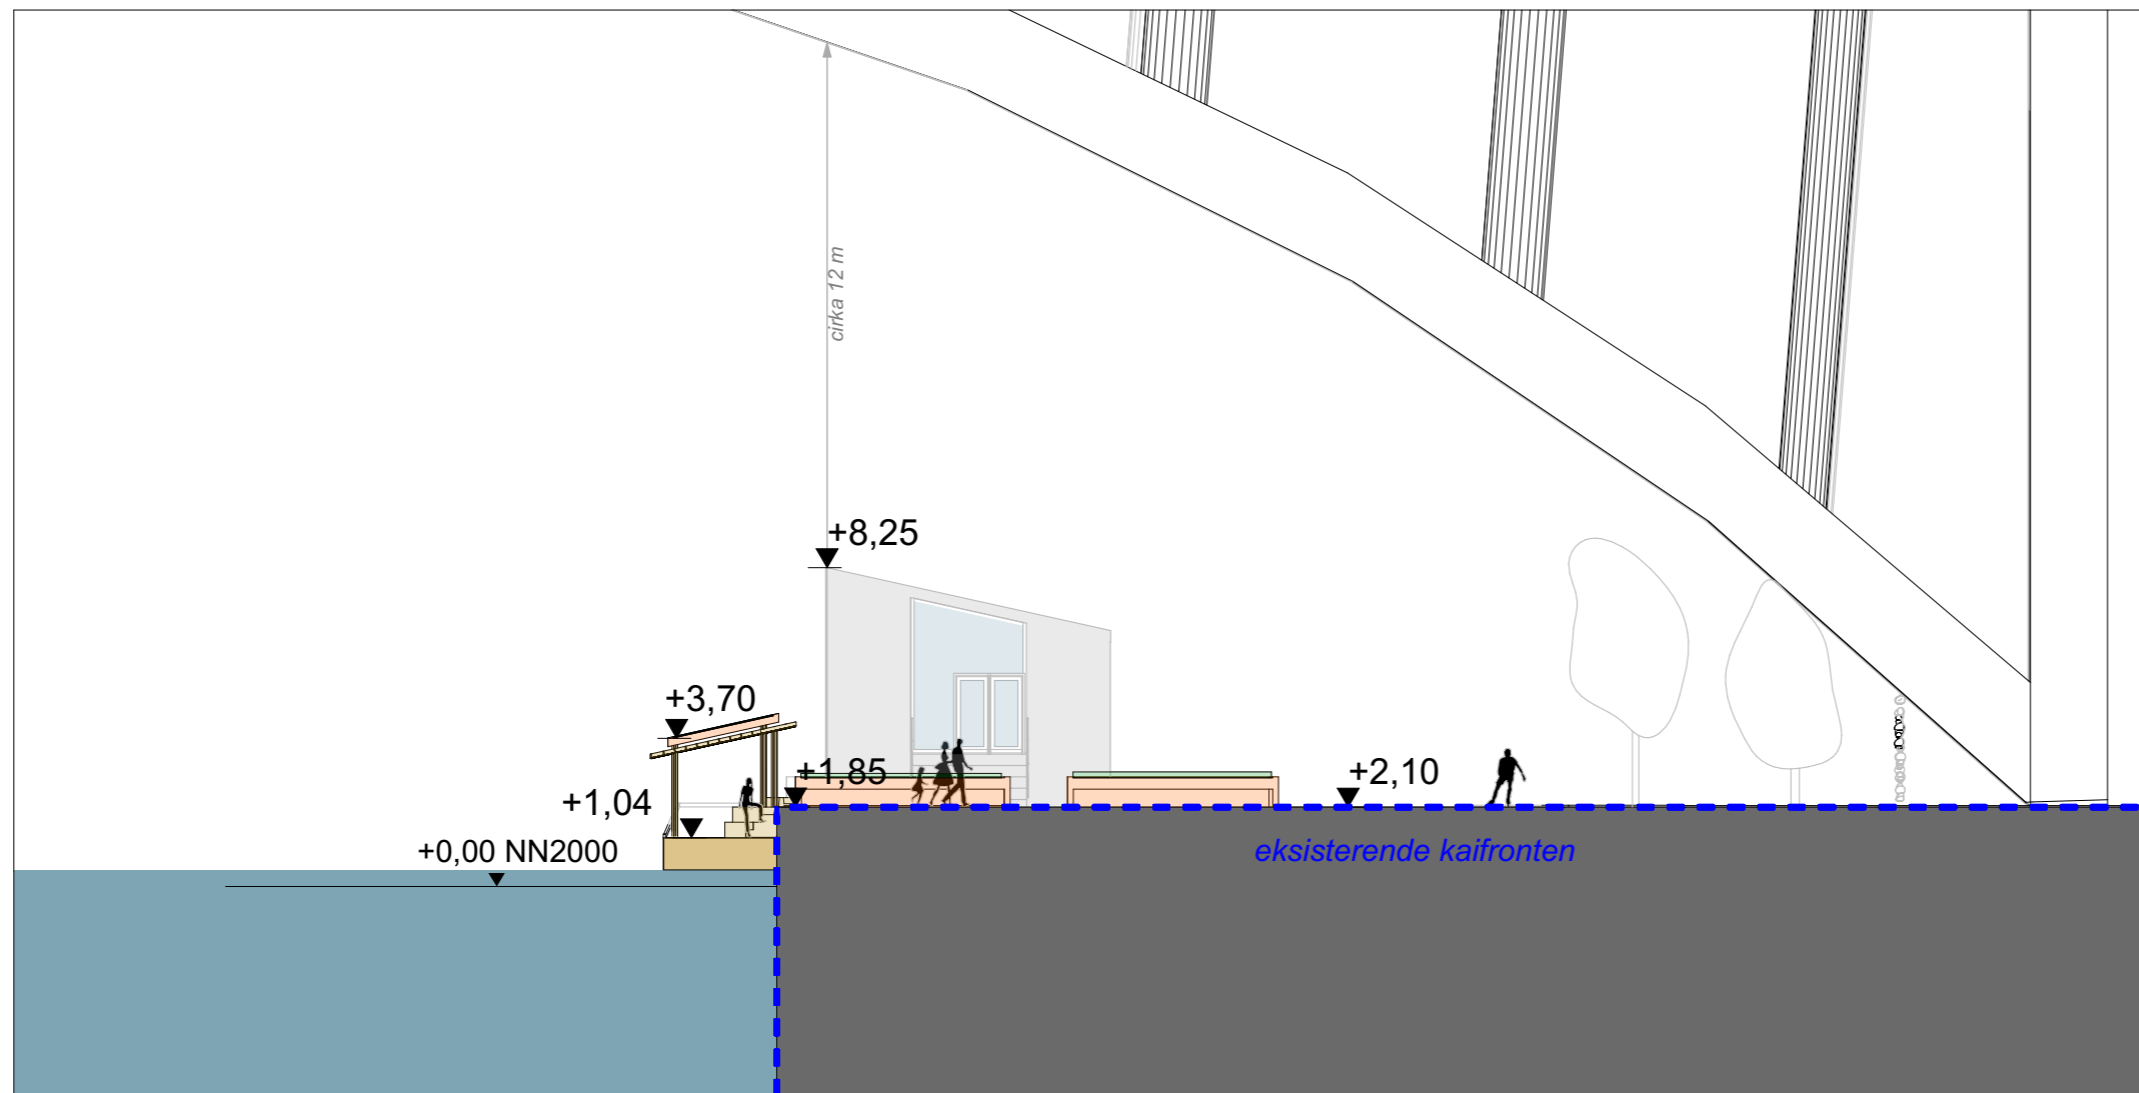 cirka 12 m
+8,25
+3,70
+1,85
+2,10
+1,04
+0,00 NN2000
eksisterende kaifronten